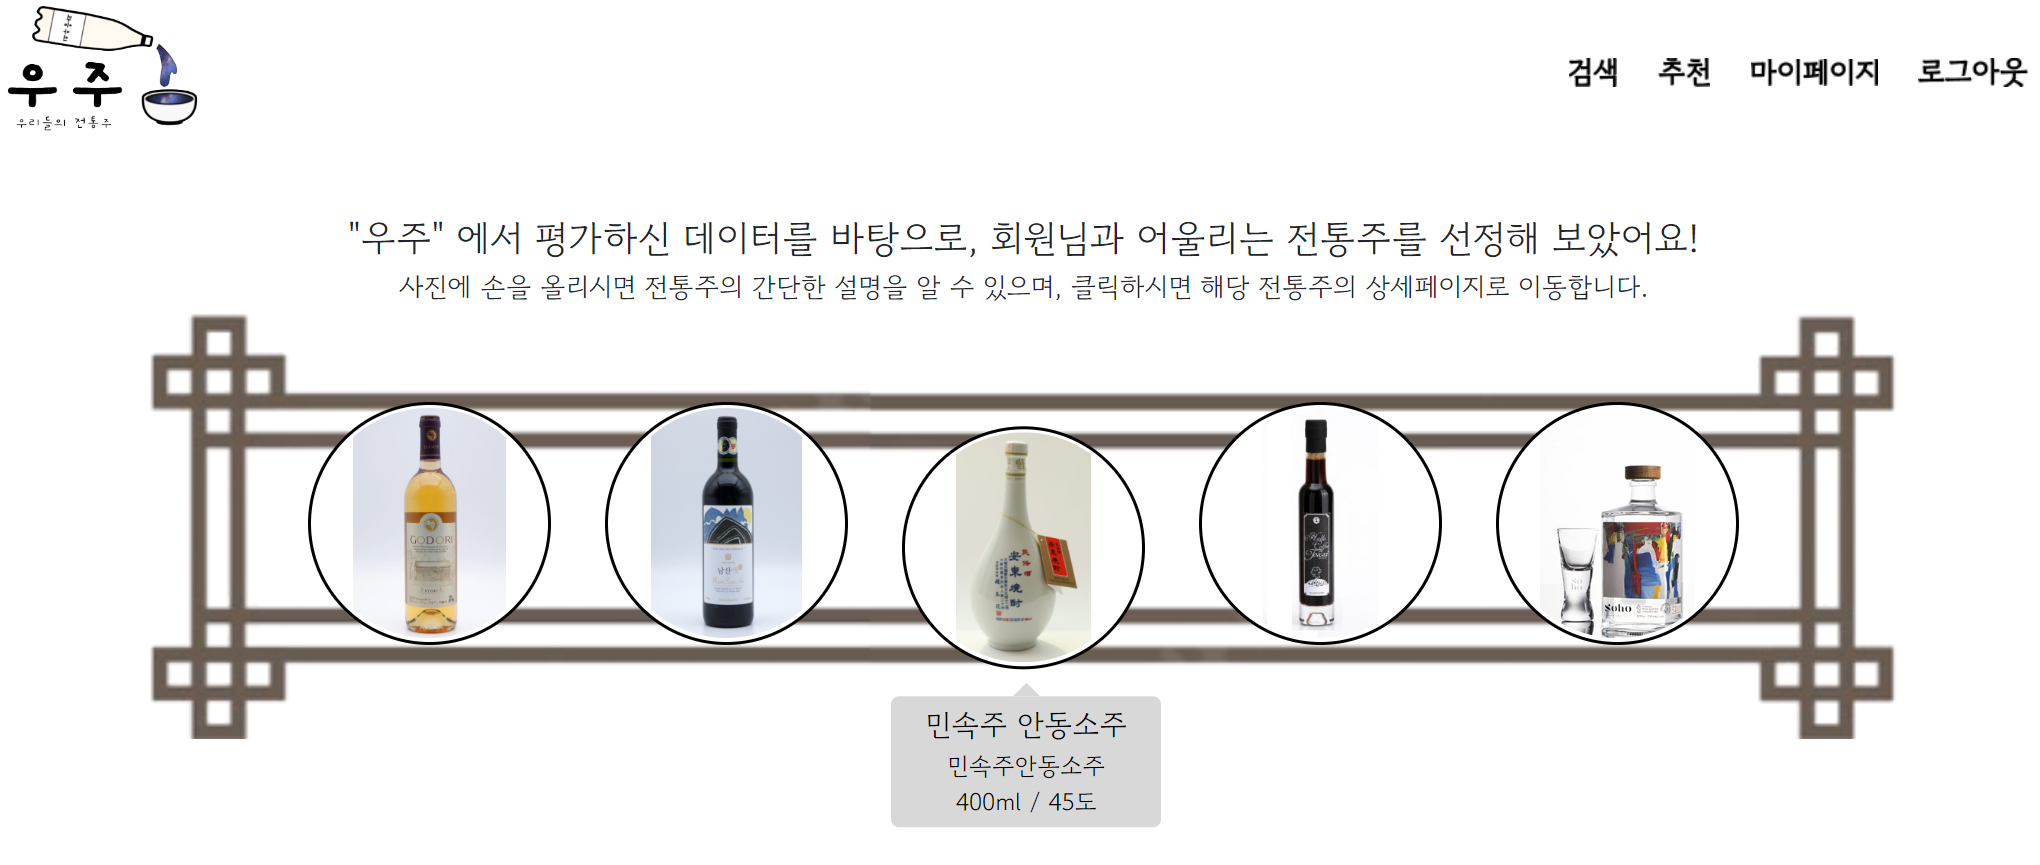 우주
우리들의 전통주
검색 추천 마이페이지 로그아웃
"우주" 에서 평가하신 데이터를 바탕으로, 회원님과 어울리는 전통주를 선정해 보았어요!
사진에 손을 올리시면 전통주의 간단한 설명을 알 수 있으며, 클릭하시면 해당 전통주의 상세페이지로 이동합니다.
GODORI
남산
安東燒酎
Soho
민속주 안동소주
민속주안동소주
400ml / 45도